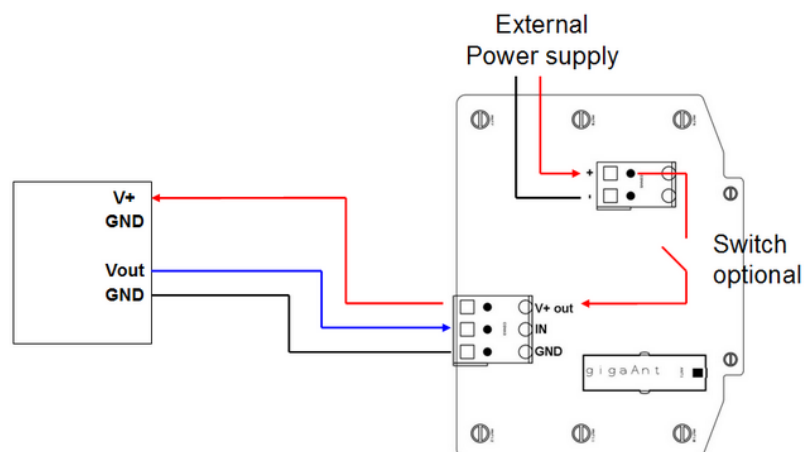 External
Power supply
+
-
V+
GND
Vout
GND
Switch
optional
V+ out
IN
GND
gigaAnt